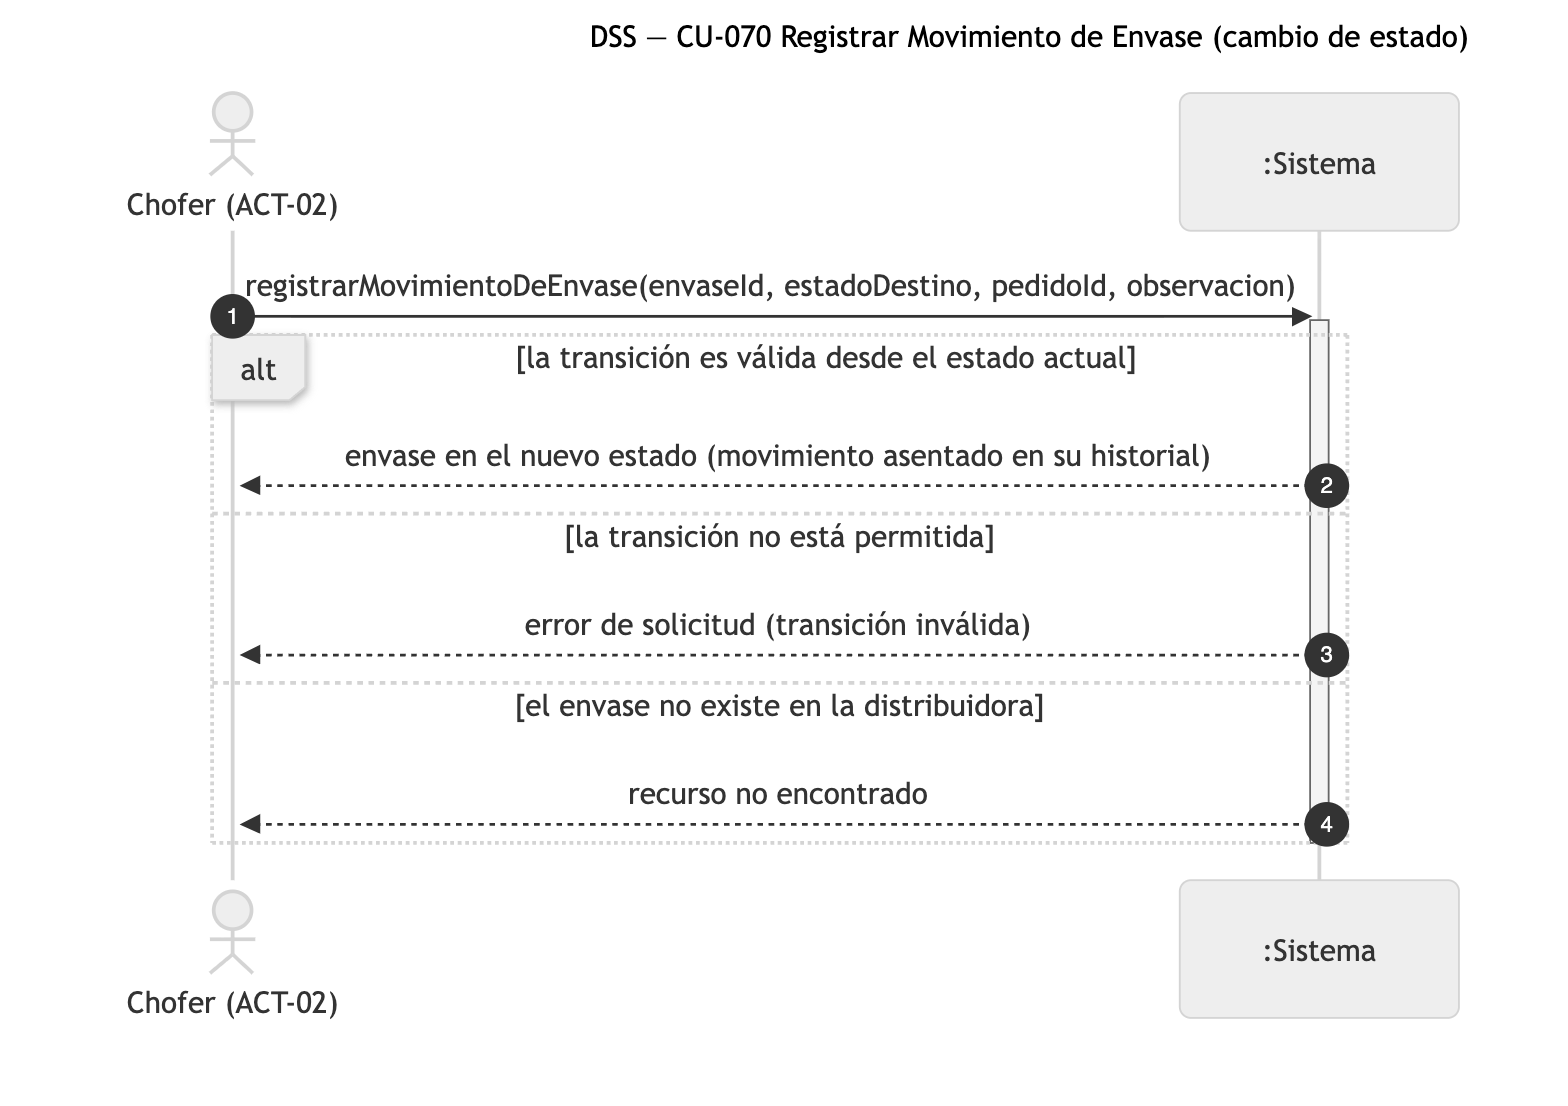 DSS — CU-070 Registrar Movimiento de Envase (cambio de estado)
Chofer (ACT-02)
:Sistema
registrarMovimientoDeEnvase(envaseId, estadoDestino, pedidoId, observacion)
1
alt
[la transición es válida desde el estado actual]
envase en el nuevo estado (movimiento asentado en su historial)
2
[la transición no está permitida]
error de solicitud (transición inválida)
3
[el envase no existe en la distribuidora]
recurso no encontrado
4
Chofer (ACT-02)
:Sistema